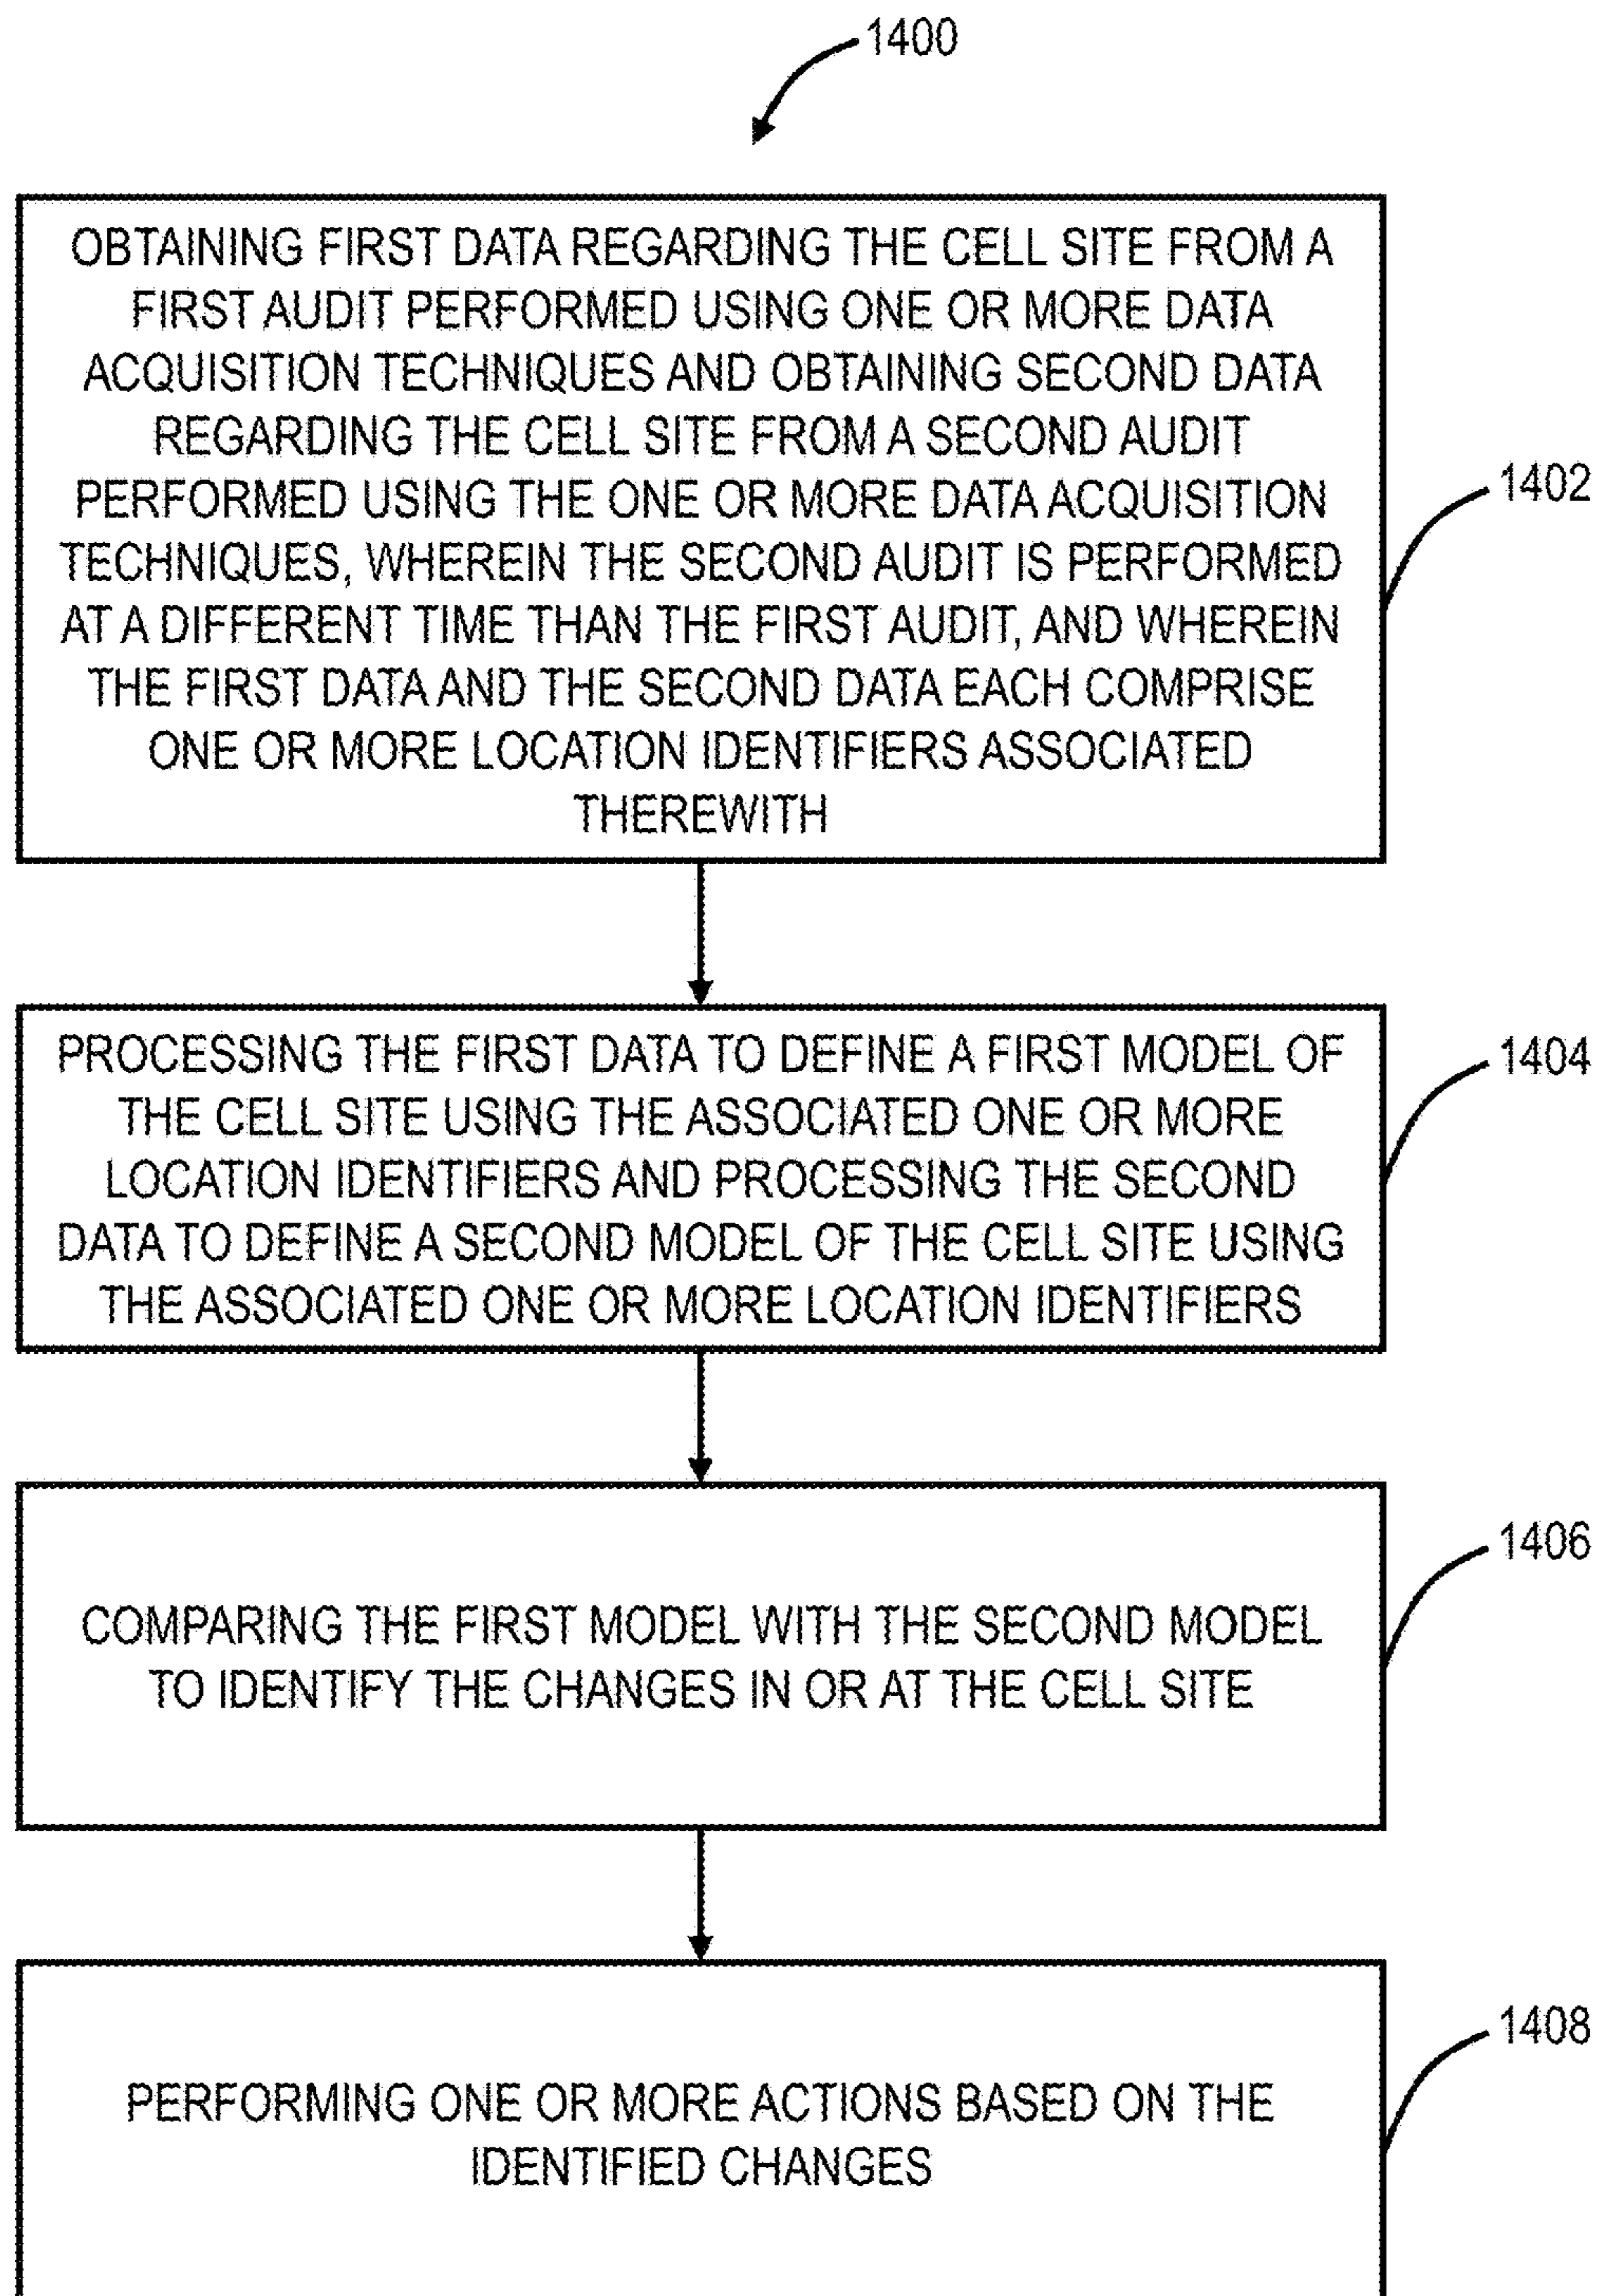 1400
OBTAINING FIRST DATA REGARDING THE CELL SITE FROM A
FIRST AUDIT PERFORMED USING ONE OR MORE DATA
ACQUISITION TECHNIQUES AND OBTAINING SECOND DATA
REGARDING THE CELL SITE FROM A SECOND AUDIT
PERFORMED USING THE ONE OR MORE DATA ACQUISITION
TECHNIQUES, WHEREIN THE SECOND AUDIT IS PERFORMED
AT A DIFFERENT TIME THAN THE FIRST AUDIT, AND WHEREIN
THE FIRST DATA AND THE SECOND DATA EACH COMPRISE
ONE OR MORE LOCATION IDENTIFIERS ASSOCIATED
THEREWITH
1402
PROCESSING THE FIRST DATA TO DEFINE A FIRST MODEL OF
THE CELL SITE USING THE ASSOCIATED ONE OR MORE
LOCATION IDENTIFIERS AND PROCESSING THE SECOND
DATA TO DEFINE A SECOND MODEL OF THE CELL SITE USING
THE ASSOCIATED ONE OR MORE LOCATION IDENTIFIERS
1404
COMPARING THE FIRST MODEL WITH THE SECOND MODEL
TO IDENTIFY THE CHANGES IN OR AT THE CELL SITE
1406
PERFORMING ONE OR MORE ACTIONS BASED ON THE
IDENTIFIED CHANGES
1408